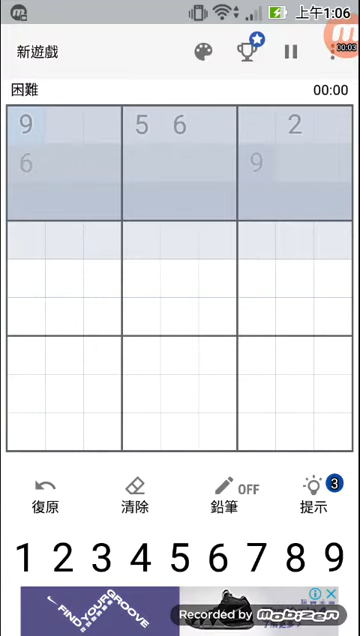 上午1:06
新遊戲
00:03
困難 00:00
9 5 6 2
6 9
3
OFF
復原 清除 鉛筆 提示
1 2 3 4 5 6 7 8 9
FIND YOUR GROOVE
Recorded by mobizen